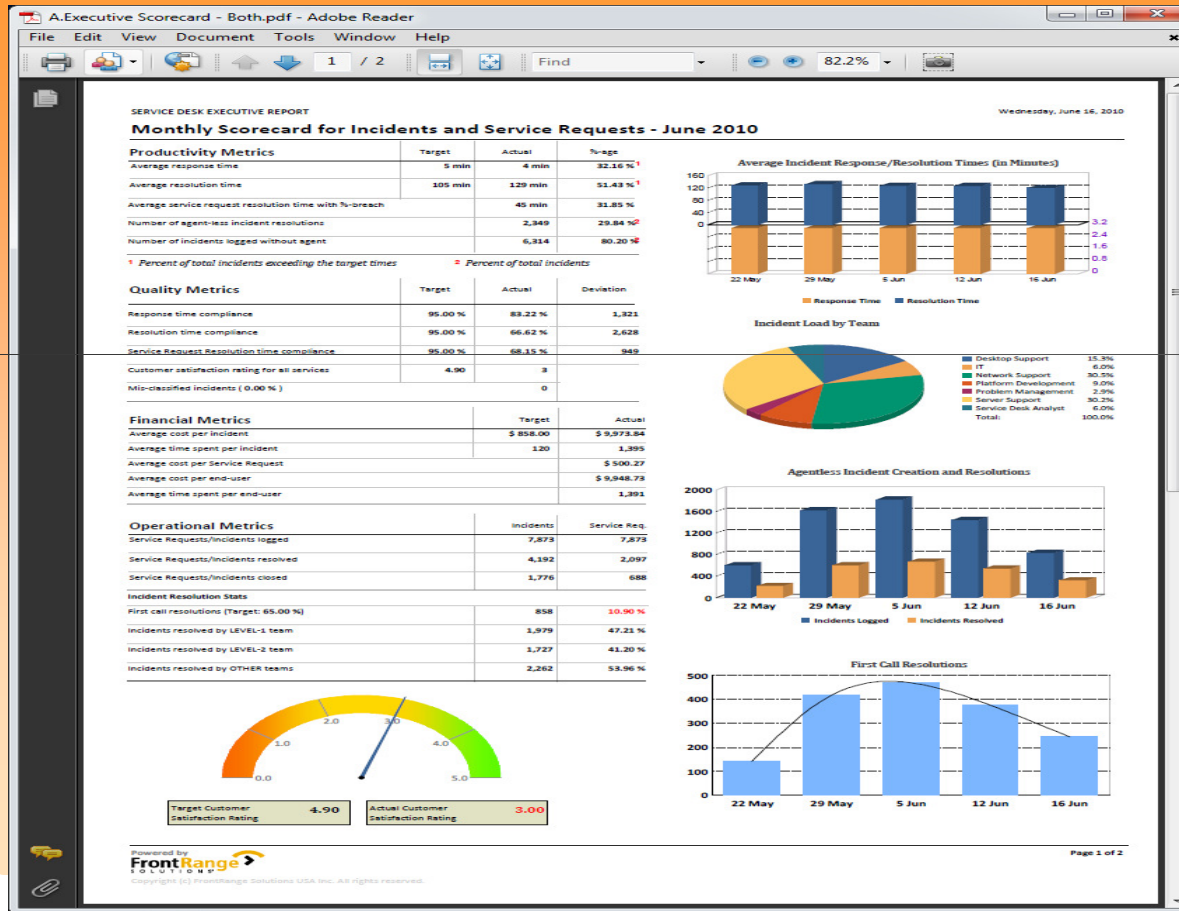 A.Executive Scorecard - Both.pdf - Adobe Reader
File Edit View Document Tools Window Help
1 / 2 Find 82.2%
SERVICE DESK EXECUTIVE REPORT Wednesday, June 16, 2010
Monthly Scorecard for Incidents and Service Requests - June 2010
Productivity Metrics Target Actual %-age
Average response time 5 min 4 min 32.16 % 1
Average resolution time 105 min 129 min 51.43 % 1
Average service request resolution time with %-breach 45 min 31.85 %
Number of agent-less incident resolutions 2,349 29.84 % 2
Number of incidents logged without agent 6,314 80.20 % 2
1 Percent of total incidents exceeding the target times 2 Percent of total incidents
Quality Metrics Target Actual Deviation
Response time compliance 95.00 % 83.22 % 1,321
Resolution time compliance 95.00 % 66.62 % 2,628
Service Request Resolution time compliance 95.00 % 68.15 % 949
Customer satisfaction rating for all services 4.90 3
Mis-classified incidents ( 0.00 % ) 0
Financial Metrics Target Actual
Average cost per incident $ 858.00 $ 9,973.84
Average time spent per incident 120 1,395
Average cost per Service Request $ 500.27
Average cost per end-user $ 9,948.73
Average time spent per end-user 1,391
Operational Metrics Incidents Service Req.
Service Requests/Incidents logged 7,873 7,873
Service Requests/Incidents resolved 4,192 2,097
Service Requests/Incidents closed 1,776 688
Incident Resolution Stats
First call resolutions (Target: 65.00 %) 858 10.90 %
Incidents resolved by LEVEL-1 team 1,979 47.21 %
Incidents resolved by LEVEL-2 team 1,727 41.20 %
Incidents resolved by OTHER teams 2,262 53.96 %
0.0 1.0 2.0 3.0 4.0 5.0
Target Customer Satisfaction Rating 4.90
Actual Customer Satisfaction Rating 3.00
Average Incident Response/Resolution Times (in Minutes)
160
120
80
40
0
3.2
2.4
1.6
0.8
0
22 May 29 May 5 Jun 12 Jun 16 Jun
Response Time Resolution Time
Incident Load by Team
Desktop Support 15.3%
IT 6.0%
Network Support 30.5%
Platform Development 9.0%
Problem Management 2.9%
Server Support 30.2%
Service Desk Analyst 6.0%
Total: 100.0%
Agentless Incident Creation and Resolutions
2000
1600
1200
800
400
0
22 May 29 May 5 Jun 12 Jun 16 Jun
Incidents Logged Incidents Resolved
First Call Resolutions
500
400
300
200
100
0
22 May 29 May 5 Jun 12 Jun 16 Jun
Powered by
FrontRange
SOLUTIONS
Page 1 of 2
Copyright (c) FrontRange Solutions USA Inc. All rights reserved.